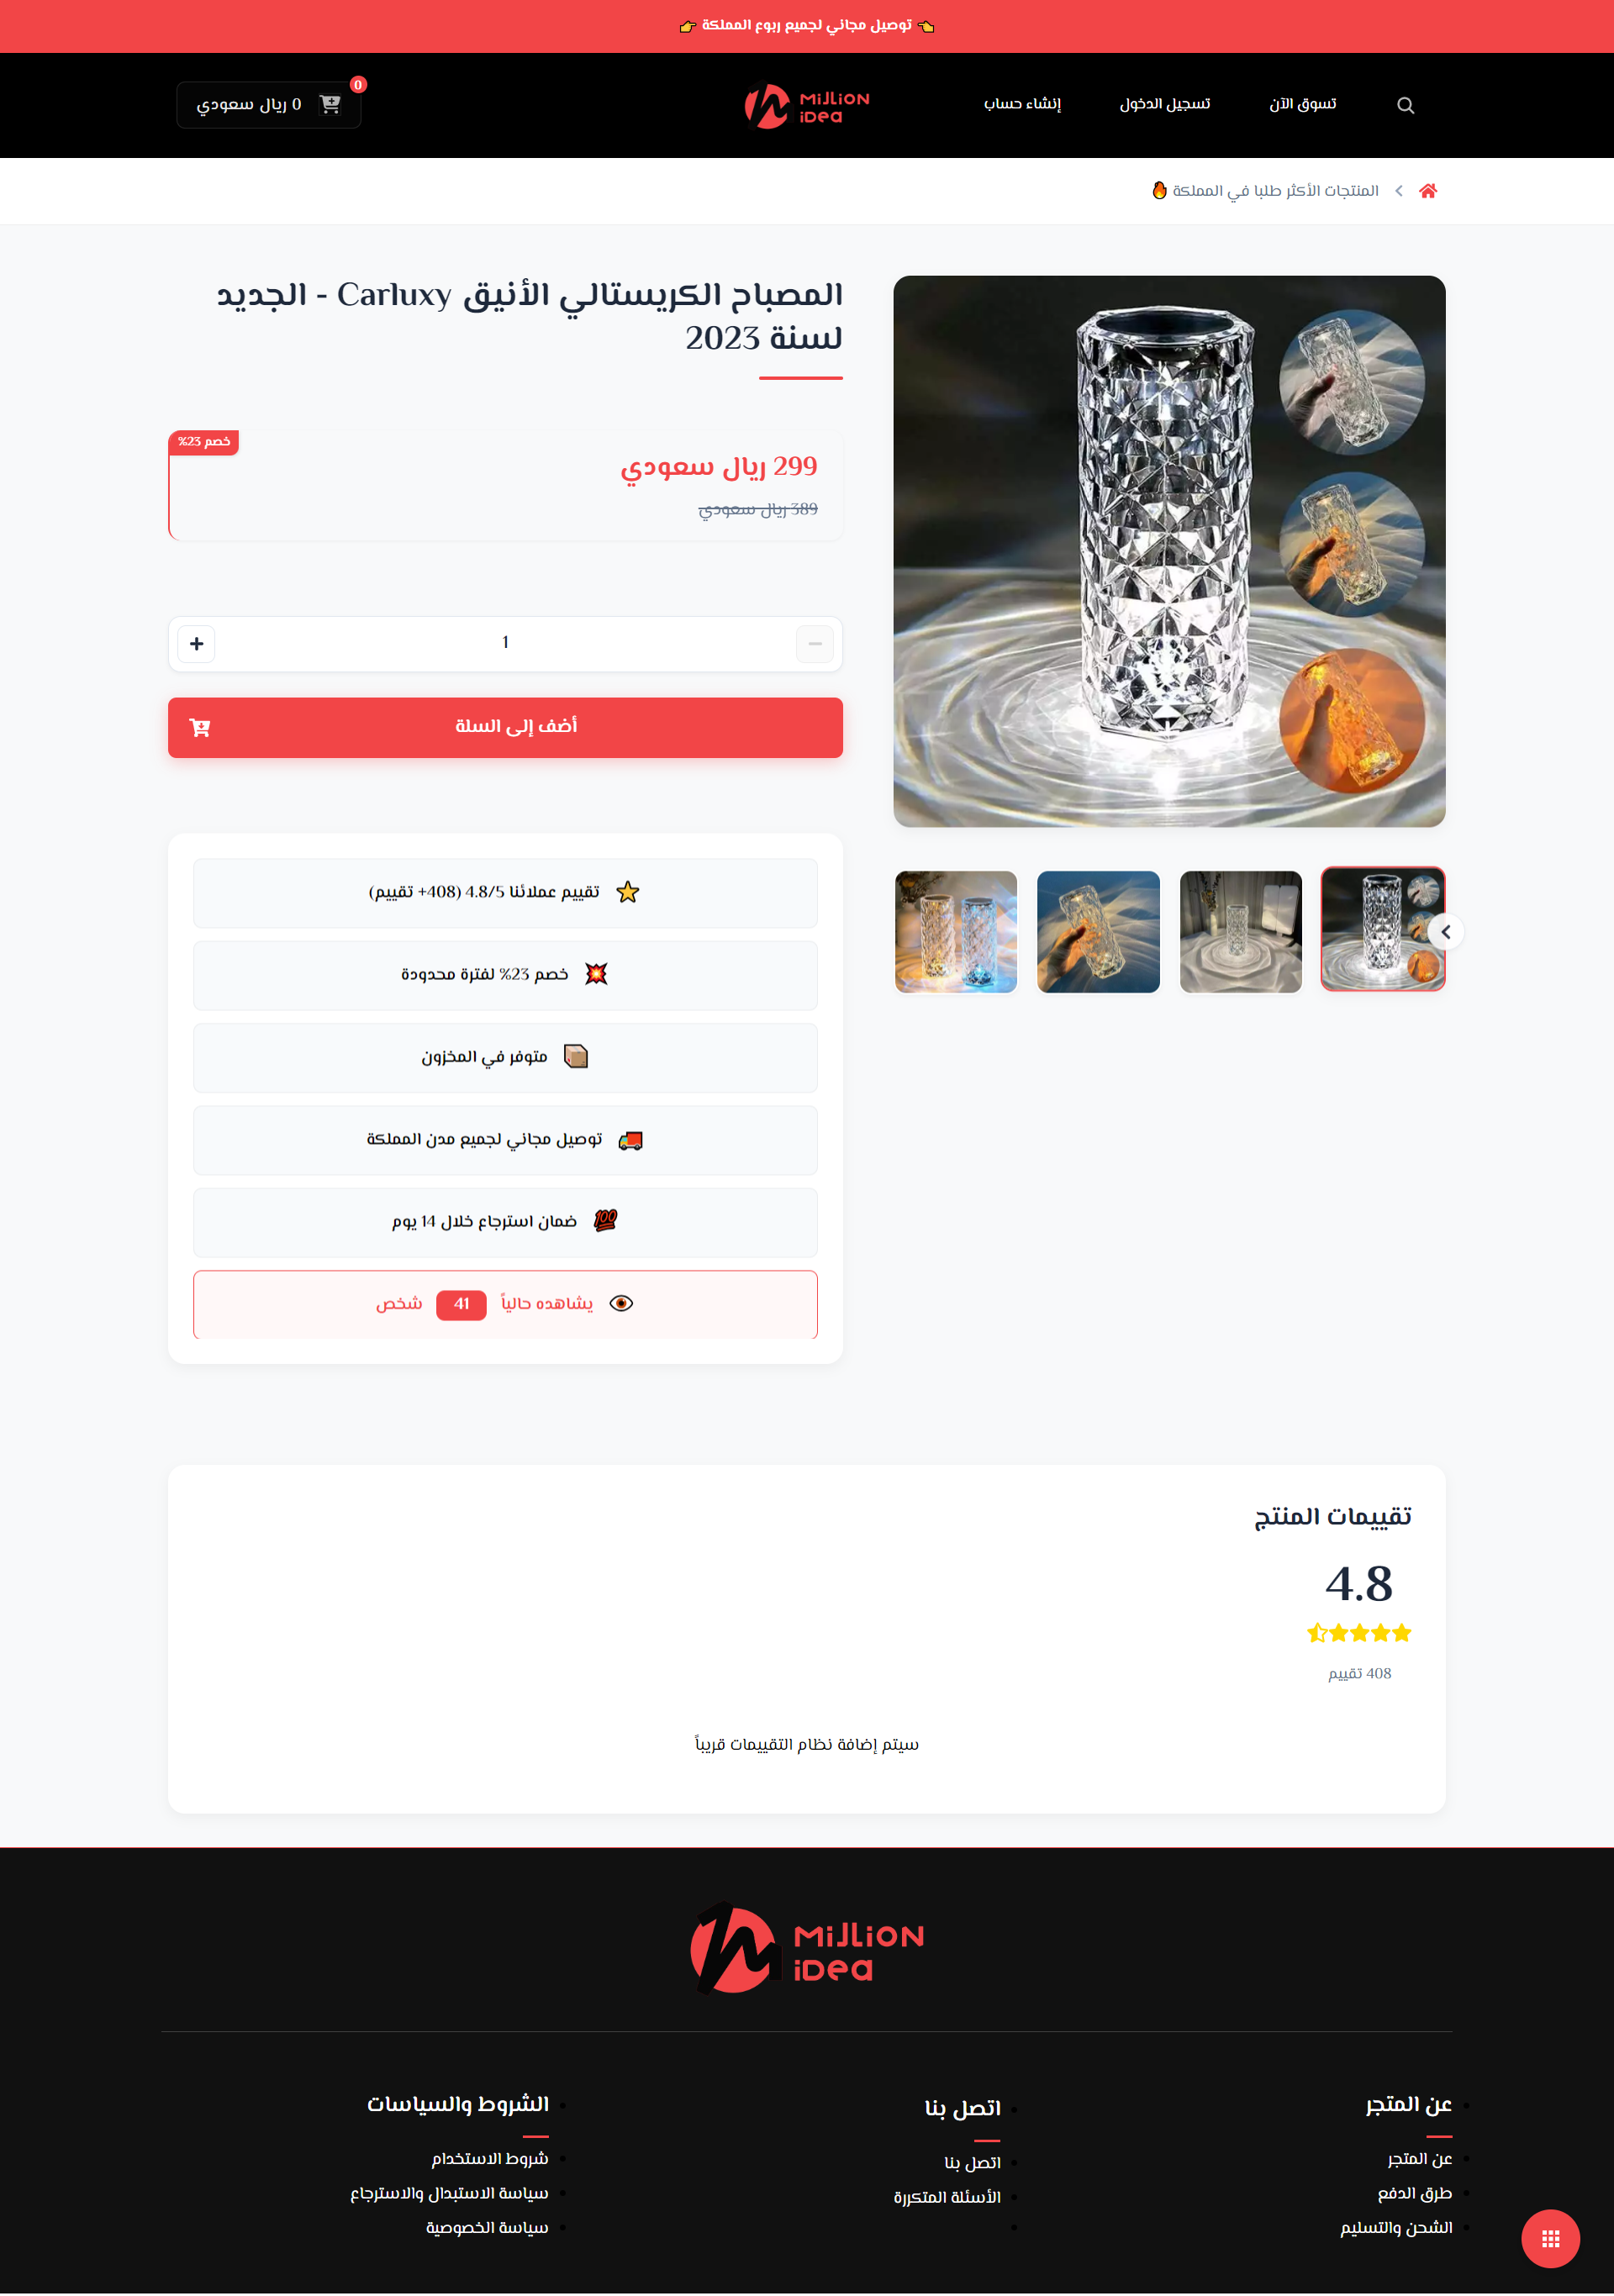 👈 توصيل مجاني لجميع ربوع المملكة 👉
تسوق الآن
تسجيل الدخول
إنشاء حساب
Million
iDea
0
0 ريال سعودي
المنتجات الأكثر طلبا في المملكة 🔥
المصباح الكريستالي الأنيق Carluxy - الجديد
لسنة 2023
خصم 23%
299 ريال سعودي
389 ريال سعودي
1
أضف إلى السلة
⭐ تقييم عملائنا 4.8/5 (408+ تقييم)
💥 خصم 23% لفترة محدودة
📦 متوفر في المخزون
🚚 توصيل مجاني لجميع مدن المملكة
💯 ضمان استرجاع خلال 14 يوم
👁 يشاهده حالياً 41 شخص
تقييمات المنتج
4.8
408 تقييم
سيتم إضافة نظام التقييمات قريباً
Million
iDea
عن المتجر
عن المتجر
طرق الدفع
الشحن والتسليم
اتصل بنا
اتصل بنا
الأسئلة المتكررة
الشروط والسياسات
شروط الاستخدام
سياسة الاستبدال والاسترجاع
سياسة الخصوصية